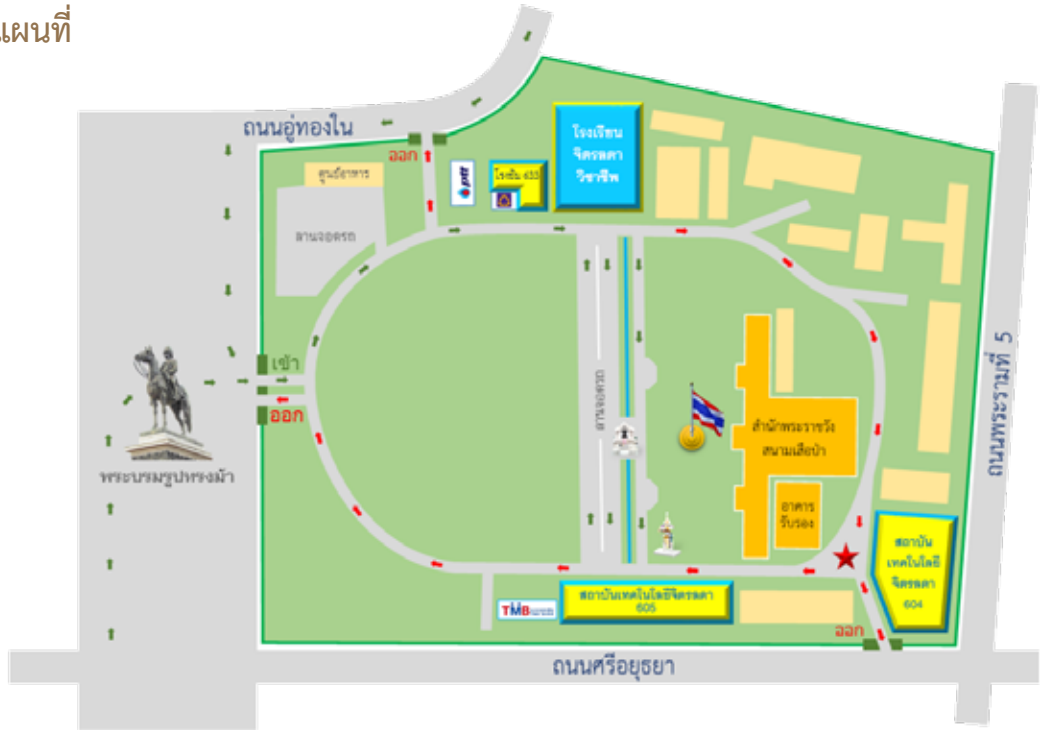 แผนที่
ถนนอู่ทองใน
ออก
ศูนย์อาหาร
ลานจอดรถ
ptt
โรงชิม 633
โรงเรียน
จิตรลดา
วิชาชีพ
เข้า
ออก
พระบรมรูปทรงม้า
ลานจอดรถ
สำนักพระราชวัง
สนามเสือป่า
อาคาร
รับรอง
ถนนพระรามที่ 5
สถาบัน
เทคโนโลยี
จิตรลดา
604
สถาบันเทคโนโลยีจิตรลดา
605
TMB
ออก
ถนนศรีอยุธยา